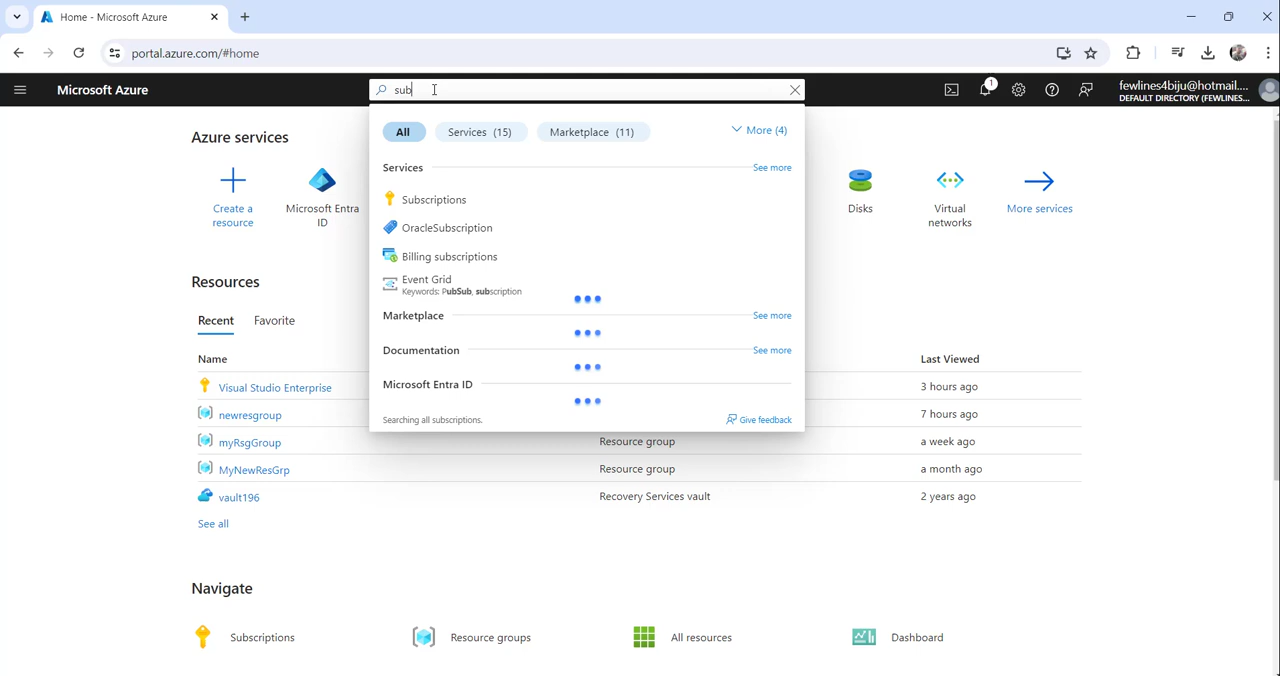 Home - Microsoft Azure
portal.azure.com/#home
Microsoft Azure
sub
1
fewlines4biju@hotmail....
DEFAULT DIRECTORY (FEWLINES...
All
Services (15)
Marketplace (11)
More (4)
Services
See more
Subscriptions
OracleSubscription
Billing subscriptions
Event Grid
Keywords: PubSub, subscription
Marketplace
See more
Documentation
See more
Microsoft Entra ID
Searching all subscriptions.
Give feedback
Azure services
Create a
resource
Microsoft Entra
ID
Disks
Virtual
networks
More services
Resources
Recent
Favorite
Name
Last Viewed
Visual Studio Enterprise
3 hours ago
newresgroup
7 hours ago
myRsgGroup
Resource group
a week ago
MyNewResGrp
Resource group
a month ago
vault196
Recovery Services vault
2 years ago
See all
Navigate
Subscriptions
Resource groups
All resources
Dashboard